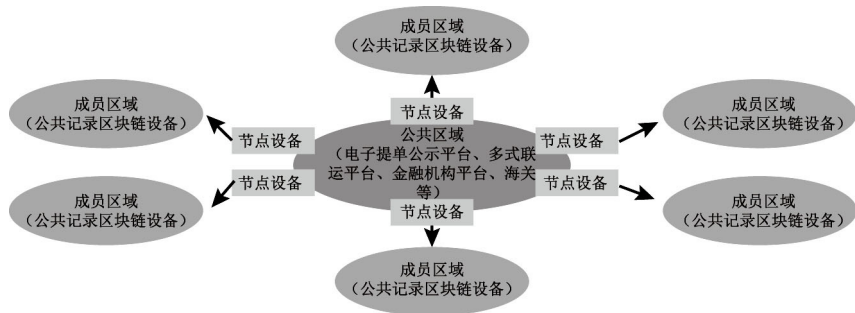 成员区域
（公共记录区块链设备）
成员区域
（公共记录区块链设备）
成员区域
（公共记录区块链设备）
节点设备
节点设备
节点设备
公共区域
（电子提单公示平台、多式联
运平台、金融机构平台、海关
等）
节点设备
节点设备
节点设备
成员区域
（公共记录区块链设备）
成员区域
（公共记录区块链设备）
成员区域
（公共记录区块链设备）